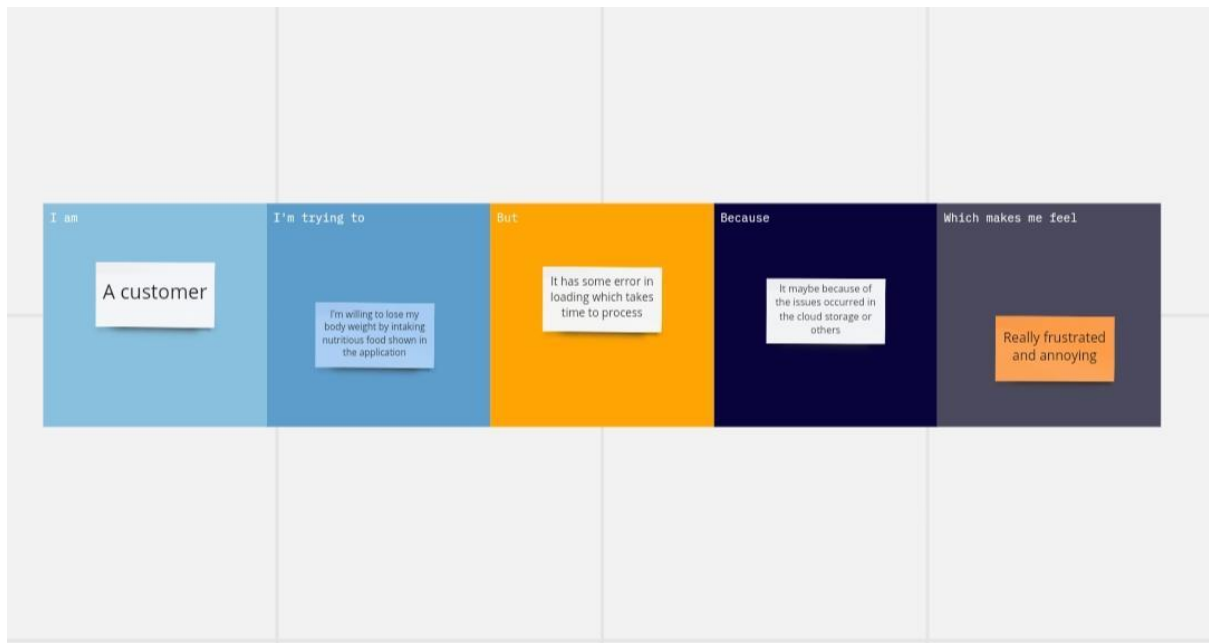 I am
A customer
I'm trying to
I'm willing to lose my
body weight by intaking
nutritious food shown in
the application
But
It has some error in
loading which takes
time to process
Because
It maybe because of
the issues occurred in
the cloud storage or
others
Which makes me feel
Really frustrated
and annoying